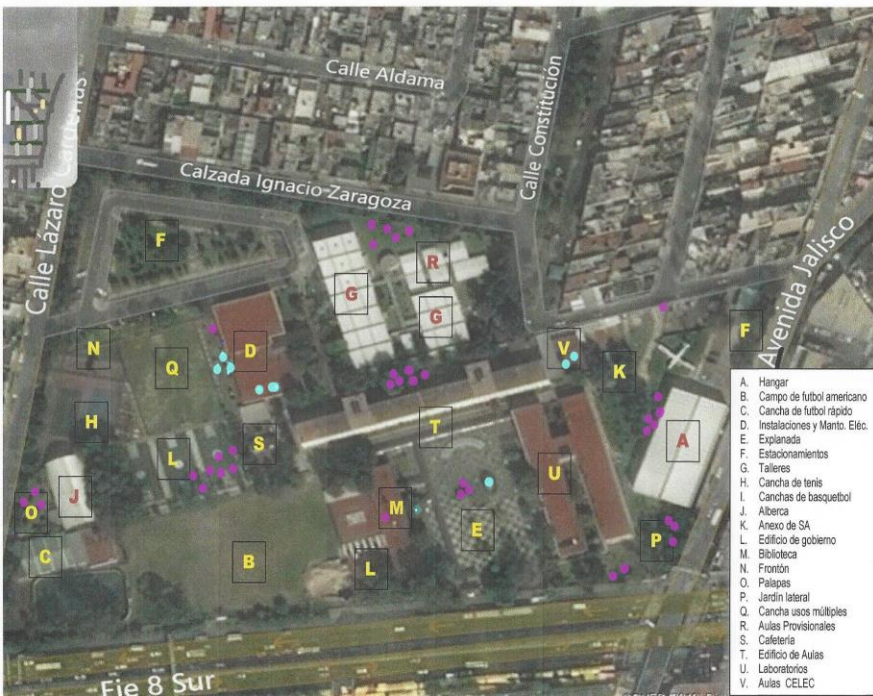 Calle Aldama
Calle Constitución
Calle Lázaro Cárdenas
Calzada Ignacio Zaragoza
Avenida Jalisco
F
R
G
G
F
N
Q
D
V
K
H
L
S
T
A
J
U
O
M
E
P
C
B
L
Eje 8 Sur
A. Hangar
B. Campo de futbol americano
C. Cancha de futbol rápido
D. Instalaciones y Manto. Eléc.
E. Explanada
F. Estacionamientos
G. Talleres
H. Cancha de tenis
I. Canchas de basquetbol
J. Alberca
K. Anexo de SA
L. Edificio de gobierno
M. Biblioteca
N. Frontón
O. Palapas
P. Jardín lateral
Q. Cancha usos múltiples
R. Aulas Provisionales
S. Cafetería
T. Edificio de Aulas
U. Laboratorios
V. Aulas CELEC